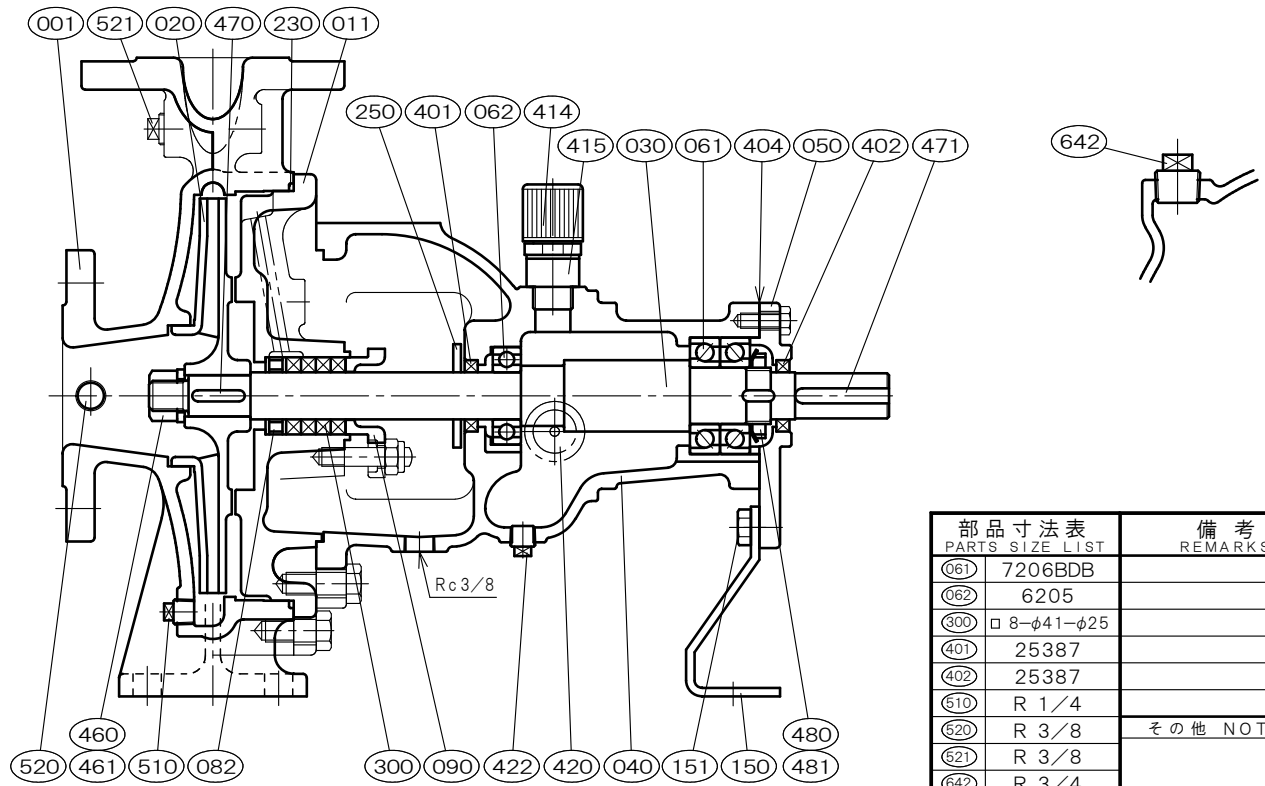 001 521 020 470 230 011
250 401 062 414
415 030 061 404 050 402 471
642
Rc3/8
460
520 461 510 082 300 090 422 420 040 151 150 481
480
部品寸法表 備考
PARTS SIZE LIST REMARKS
061 7206BDB
062 6205
300 □ 8-φ41-φ25
401 25387
402 25387
510 R 1/4
520 R 3/8 その他 NOT
521 R 3/8
642 R 3/4